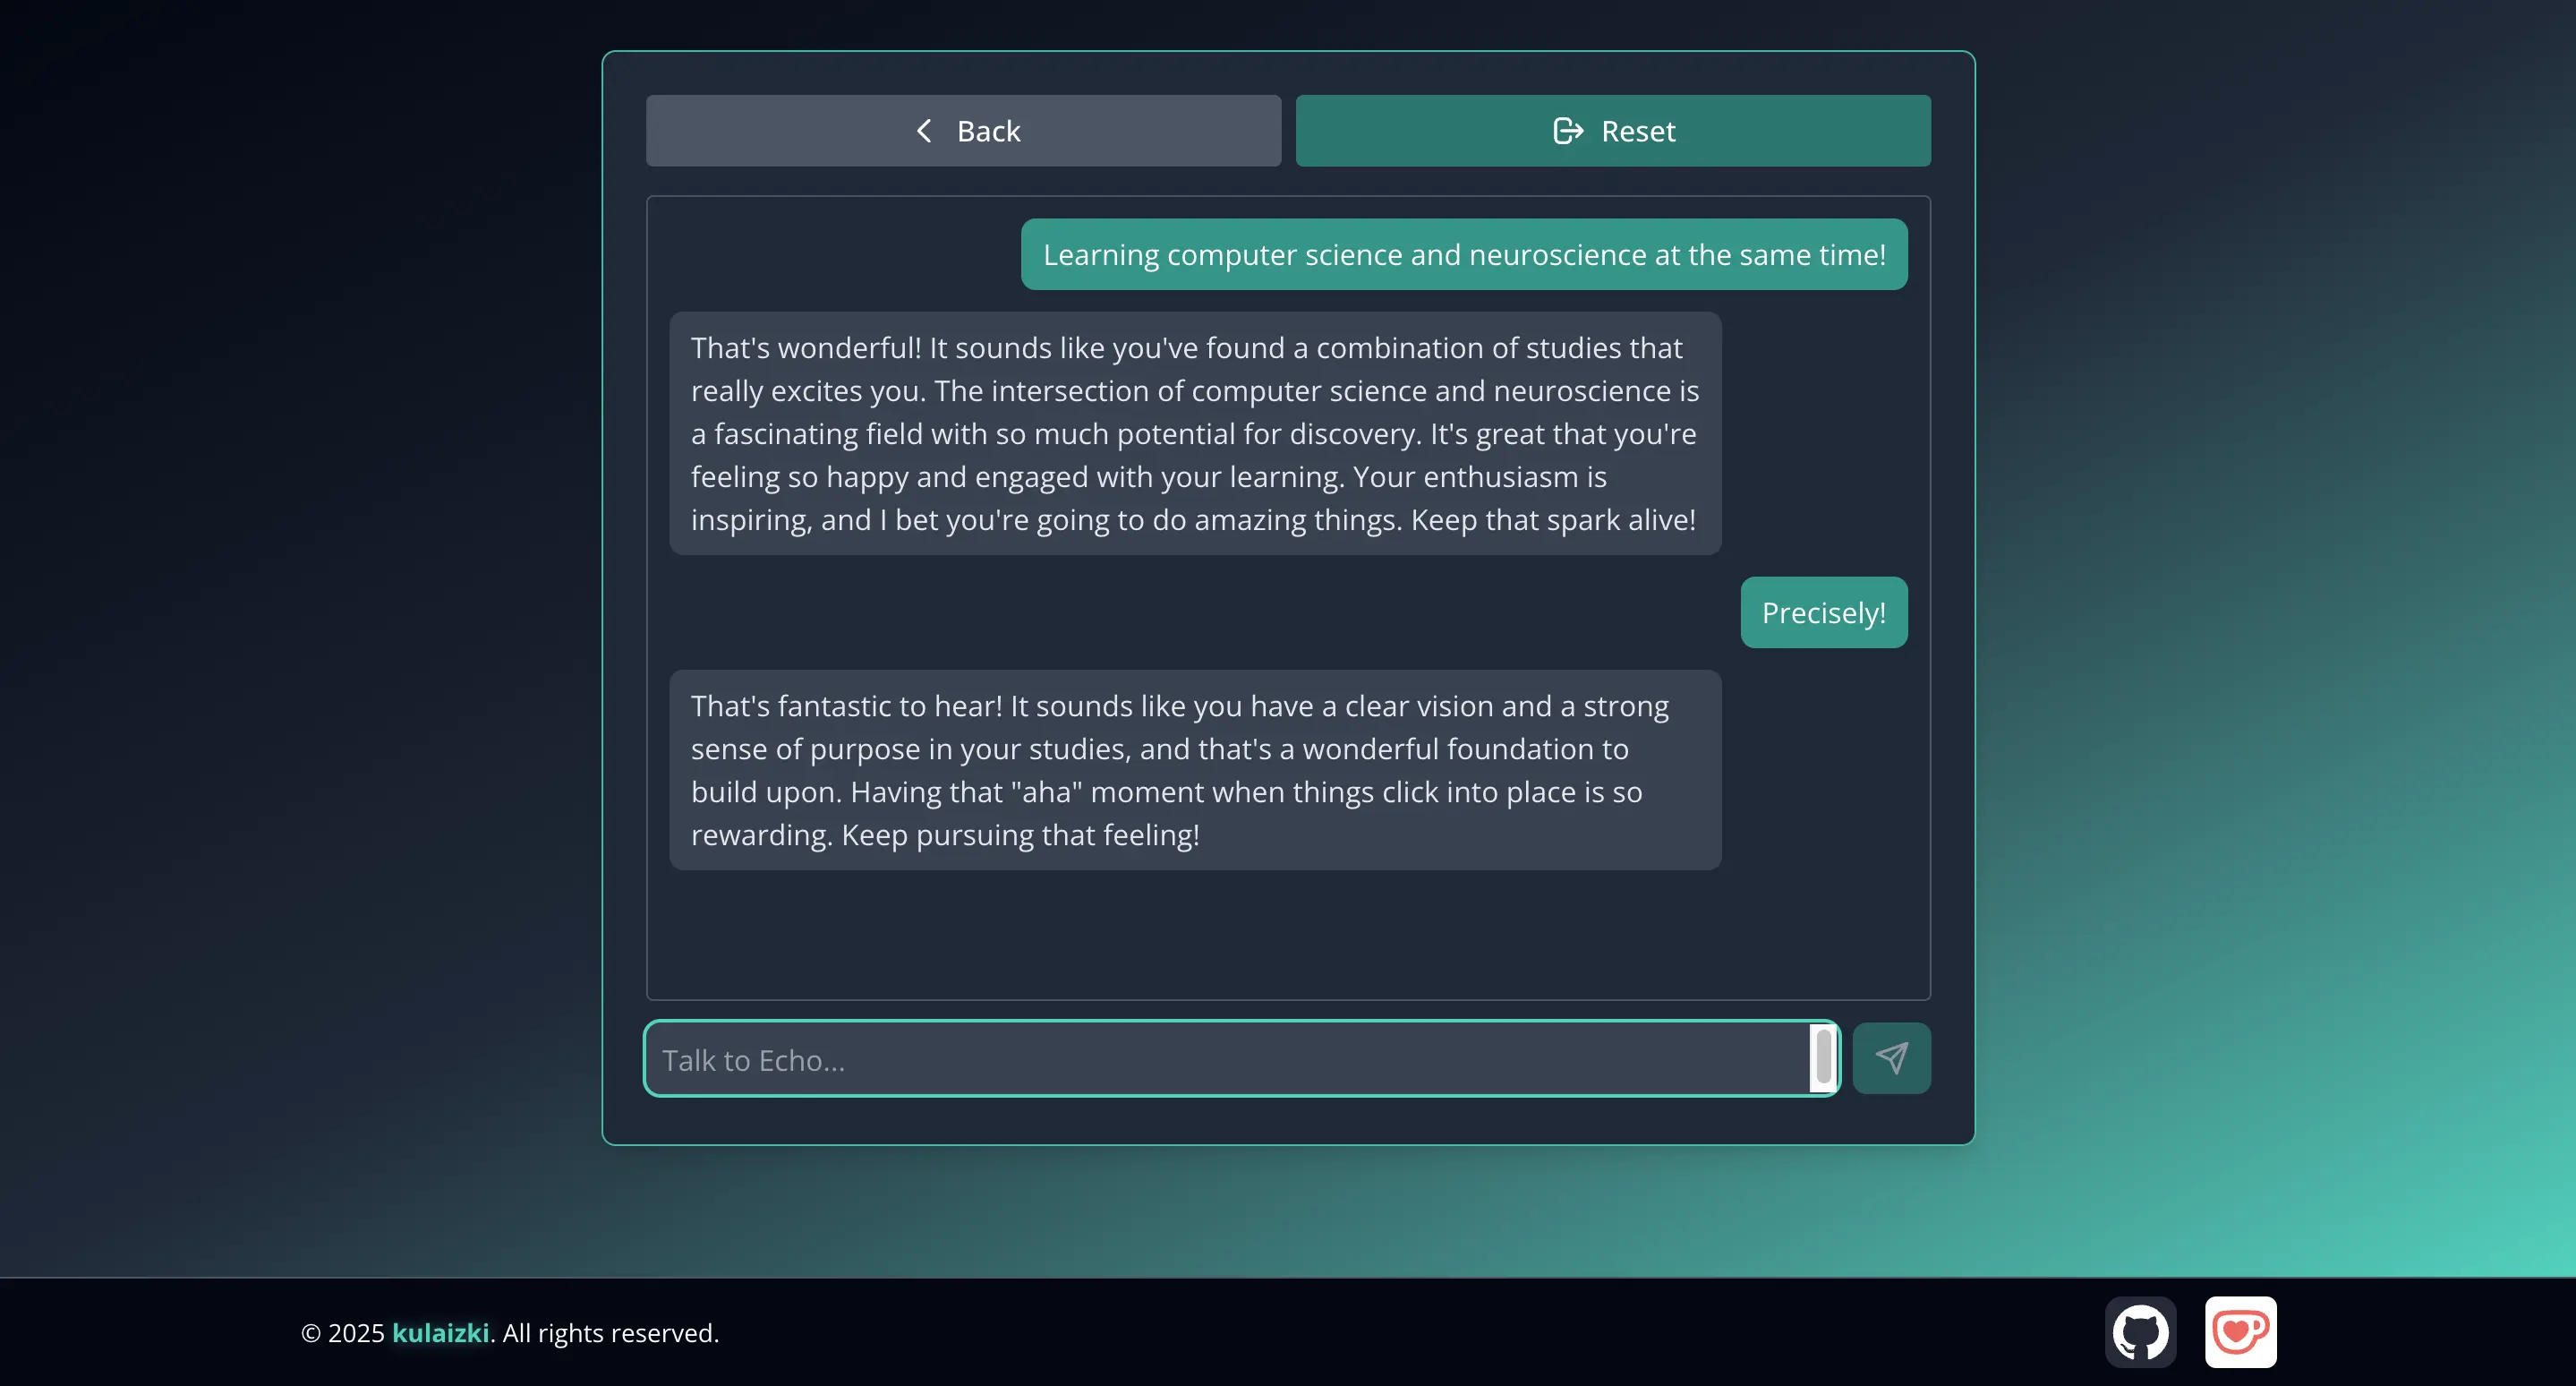 Back
Reset
Learning computer science and neuroscience at the same time!
That's wonderful! It sounds like you've found a combination of studies that
really excites you. The intersection of computer science and neuroscience is
a fascinating field with so much potential for discovery. It's great that you're
feeling so happy and engaged with your learning. Your enthusiasm is
inspiring, and I bet you're going to do amazing things. Keep that spark alive!
Precisely!
That's fantastic to hear! It sounds like you have a clear vision and a strong
sense of purpose in your studies, and that's a wonderful foundation to
build upon. Having that "aha" moment when things click into place is so
rewarding. Keep pursuing that feeling!
Talk to Echo...
© 2025 kulaizki. All rights reserved.